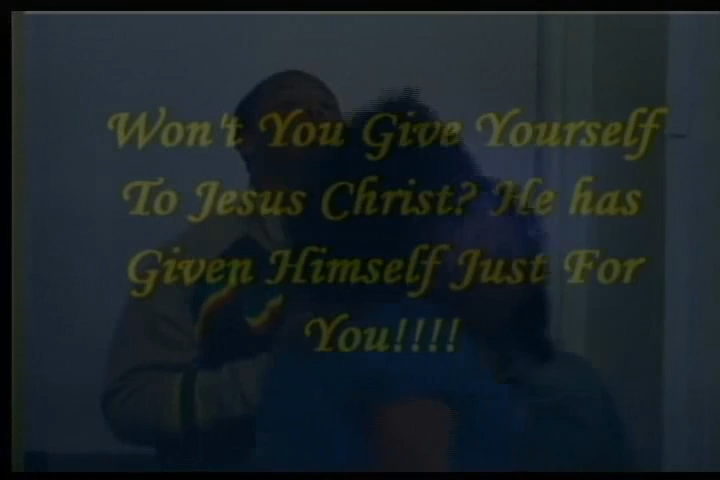 Won't You Give Yourself
To Jesus Christ? He has
Given Himself Just For
You!!!!